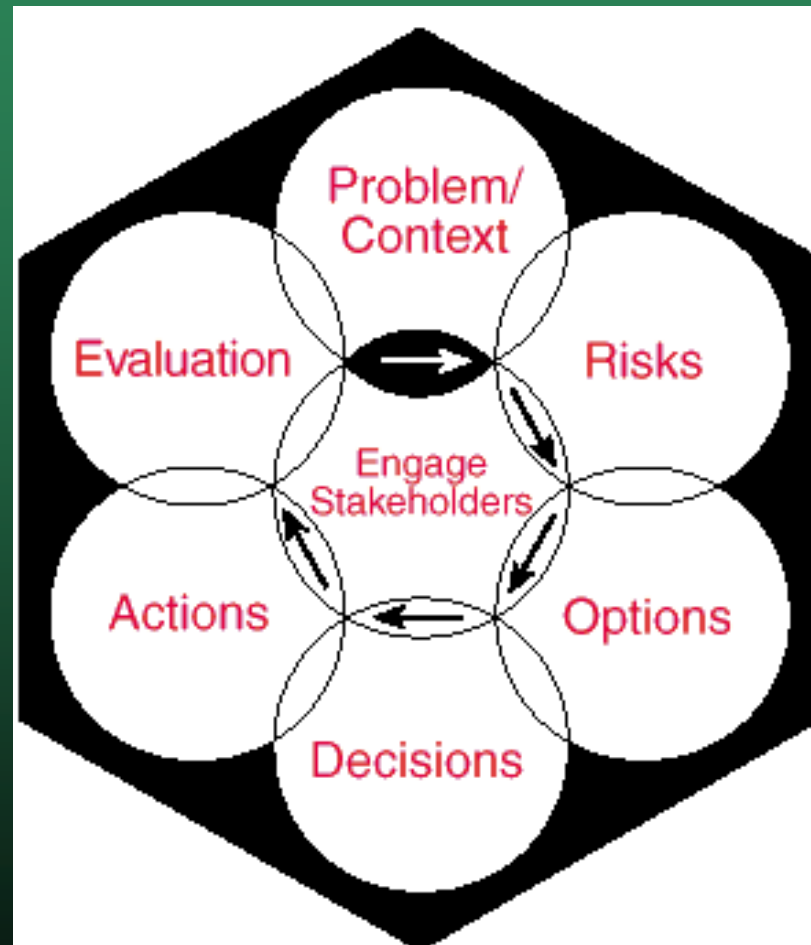 Problem/
Context
Evaluation
Risks
Engage
Stakeholders
Actions
Options
Decisions